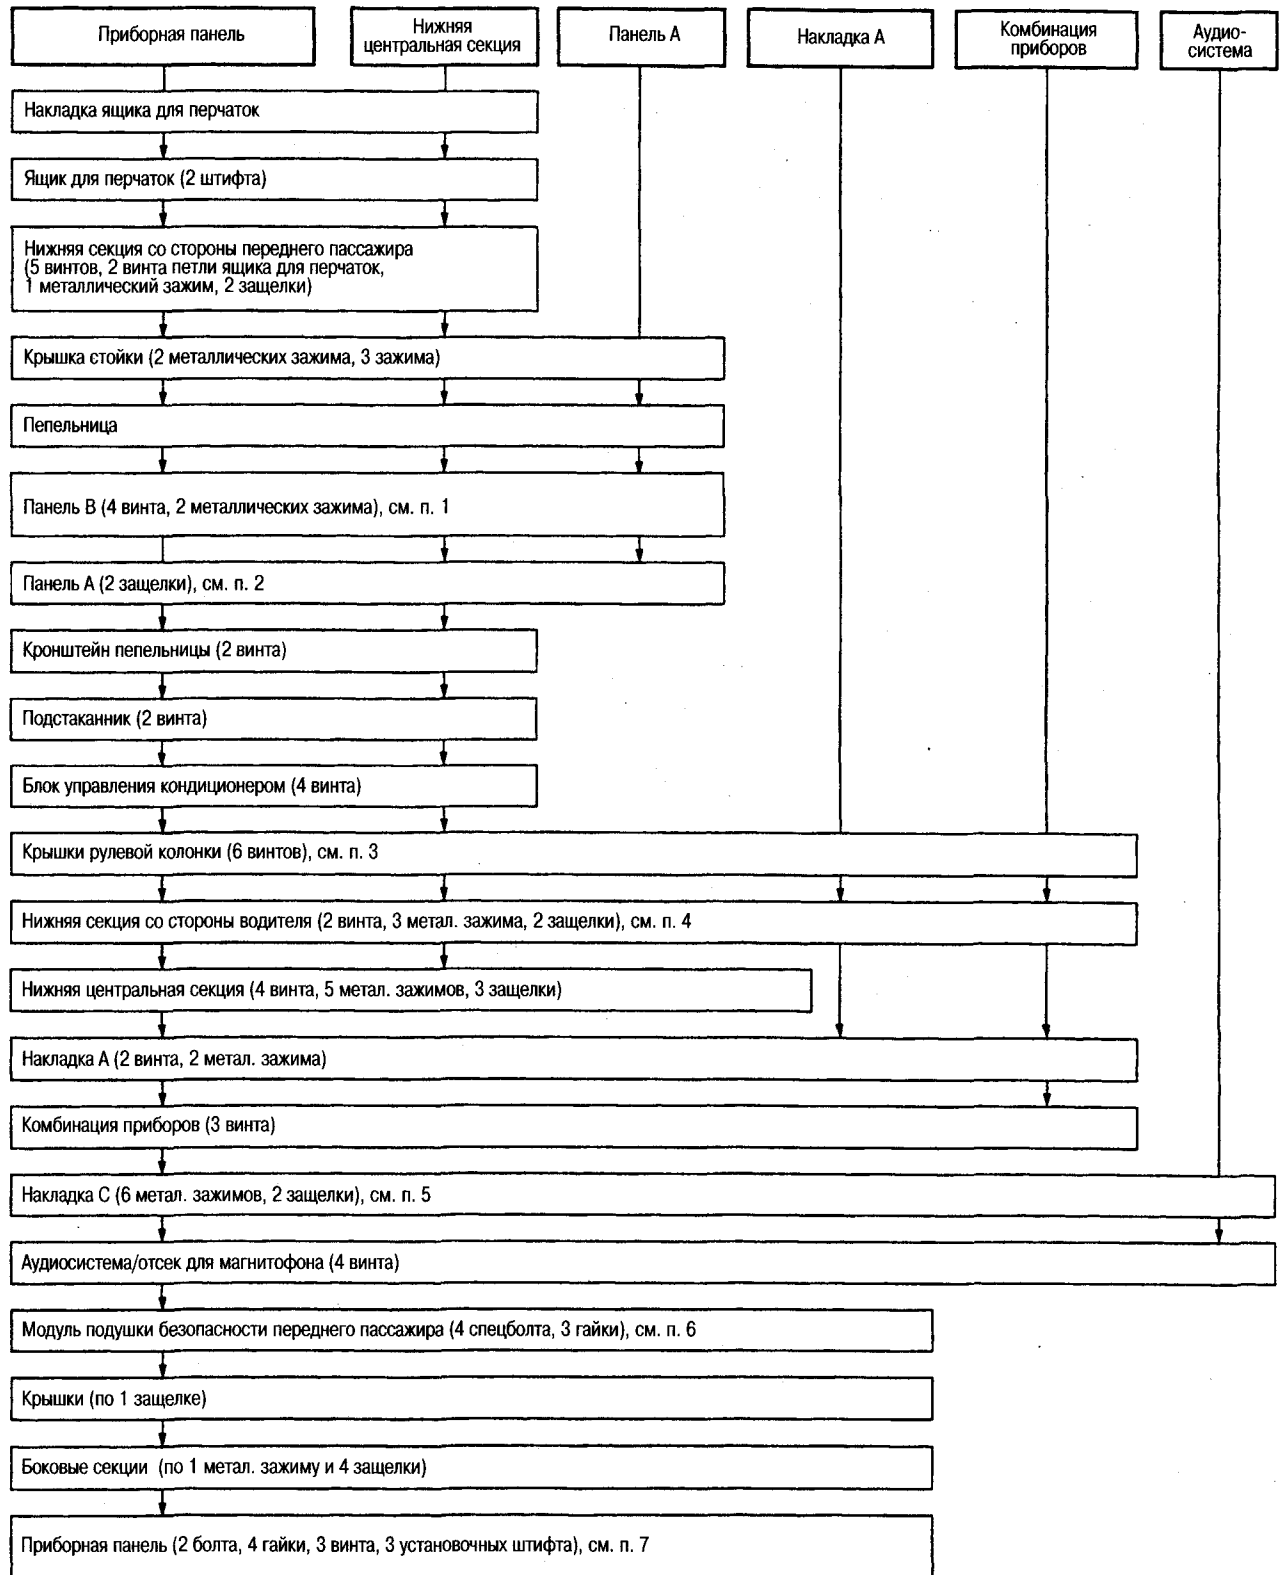 Приборная панель
Нижняя
центральная секция
Панель А
Накладка А
Комбинация
приборов
Аудио-
система
Накладка ящика для перчаток
Ящик для перчаток (2 штифта)
Нижняя секция со стороны переднего пассажира
(5 винтов, 2 винта петли ящика для перчаток,
1 металлический зажим, 2 защелки)
Крышка стойки (2 металлических зажима, 3 зажима)
Пепельница
Панель В (4 винта, 2 металлических зажима), см. п. 1
Панель А (2 защелки), см. п. 2
Кронштейн пепельницы (2 винта)
Подстаканник (2 винта)
Блок управления кондиционером (4 винта)
Крышки рулевой колонки (6 винтов), см. п. 3
Нижняя секция со стороны водителя (2 винта, 3 метал. зажима, 2 защелки), см. п. 4
Нижняя центральная секция (4 винта, 5 метал. зажимов, 3 защелки)
Накладка А (2 винта, 2 метал. зажима)
Комбинация приборов (3 винта)
Накладка С (6 метал. зажимов, 2 защелки), см. п. 5
Аудиосистема/отсек для магнитофона (4 винта)
Модуль подушки безопасности переднего пассажира (4 спецболта, 3 гайки), см. п. 6
Крышки (по 1 защелке)
Боковые секции (по 1 метал. зажиму и 4 защелки)
Приборная панель (2 болта, 4 гайки, 3 винта, 3 установочных штифта), см. п. 7